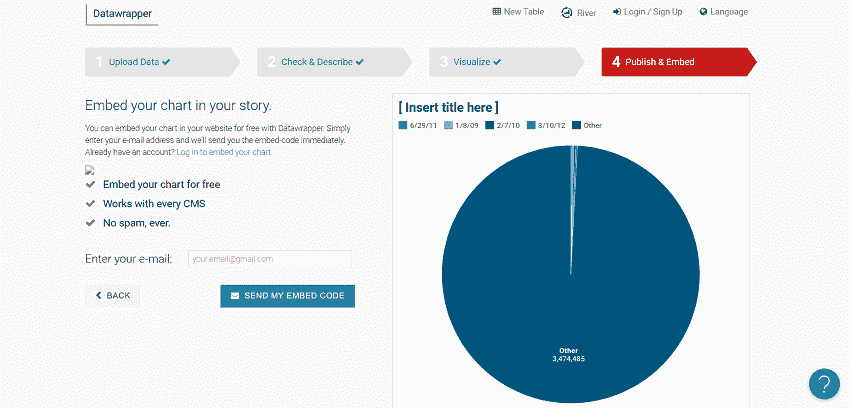 Datawrapper
New Table
River
Login / Sign Up
Language
1 Upload Data
2 Check & Describe
3 Visualize
4 Publish & Embed
Embed your chart in your story.
You can embed your chart in your website for free with Datawrapper. Simply
enter your e-mail address and we'll send you the embed-code immediately.
Already have an account? Log in to embed your chart.
Embed your chart for free
Works with every CMS
No spam, ever.
Enter your e-mail:
your.email@gmail.com
BACK
SEND MY EMBED CODE
[ Insert title here ]
6/29/11
1/8/09
2/7/10
3/10/12
Other
Other
3,474,485
?